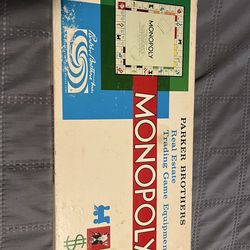 PARKER BROTHERS
Real Estate
Trading Game Equipment
MONOPOLY
MONOPOLY
Parker Brothers
$